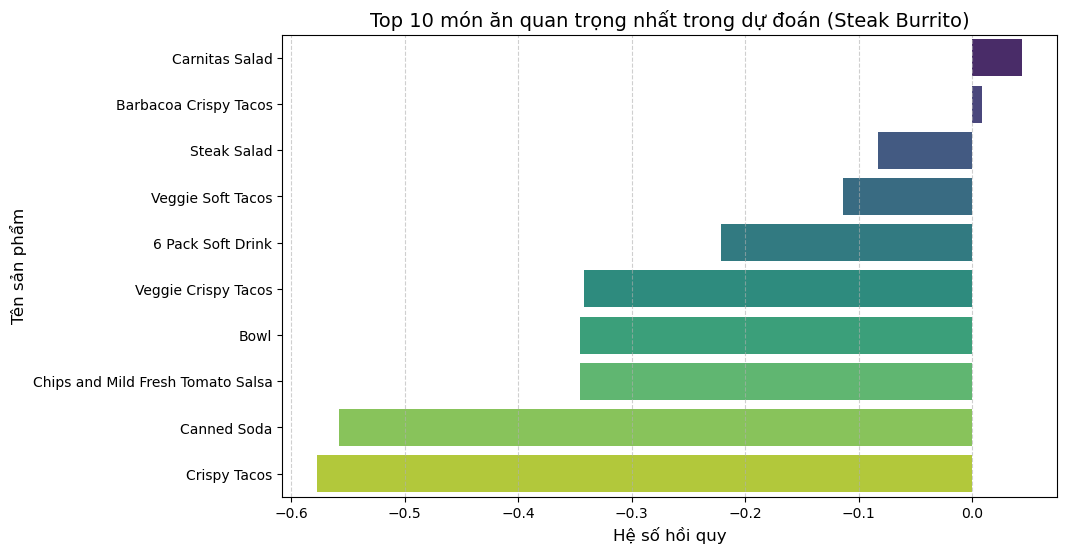 Top 10 món ăn quan trọng nhất trong dự đoán (Steak Burrito)
Tên sản phẩm
Carnitas Salad
Barbacoa Crispy Tacos
Steak Salad
Veggie Soft Tacos
6 Pack Soft Drink
Veggie Crispy Tacos
Bowl
Chips and Mild Fresh Tomato Salsa
Canned Soda
Crispy Tacos
−0.6 −0.5 −0.4 −0.3 −0.2 −0.1 0.0
Hệ số hồi quy